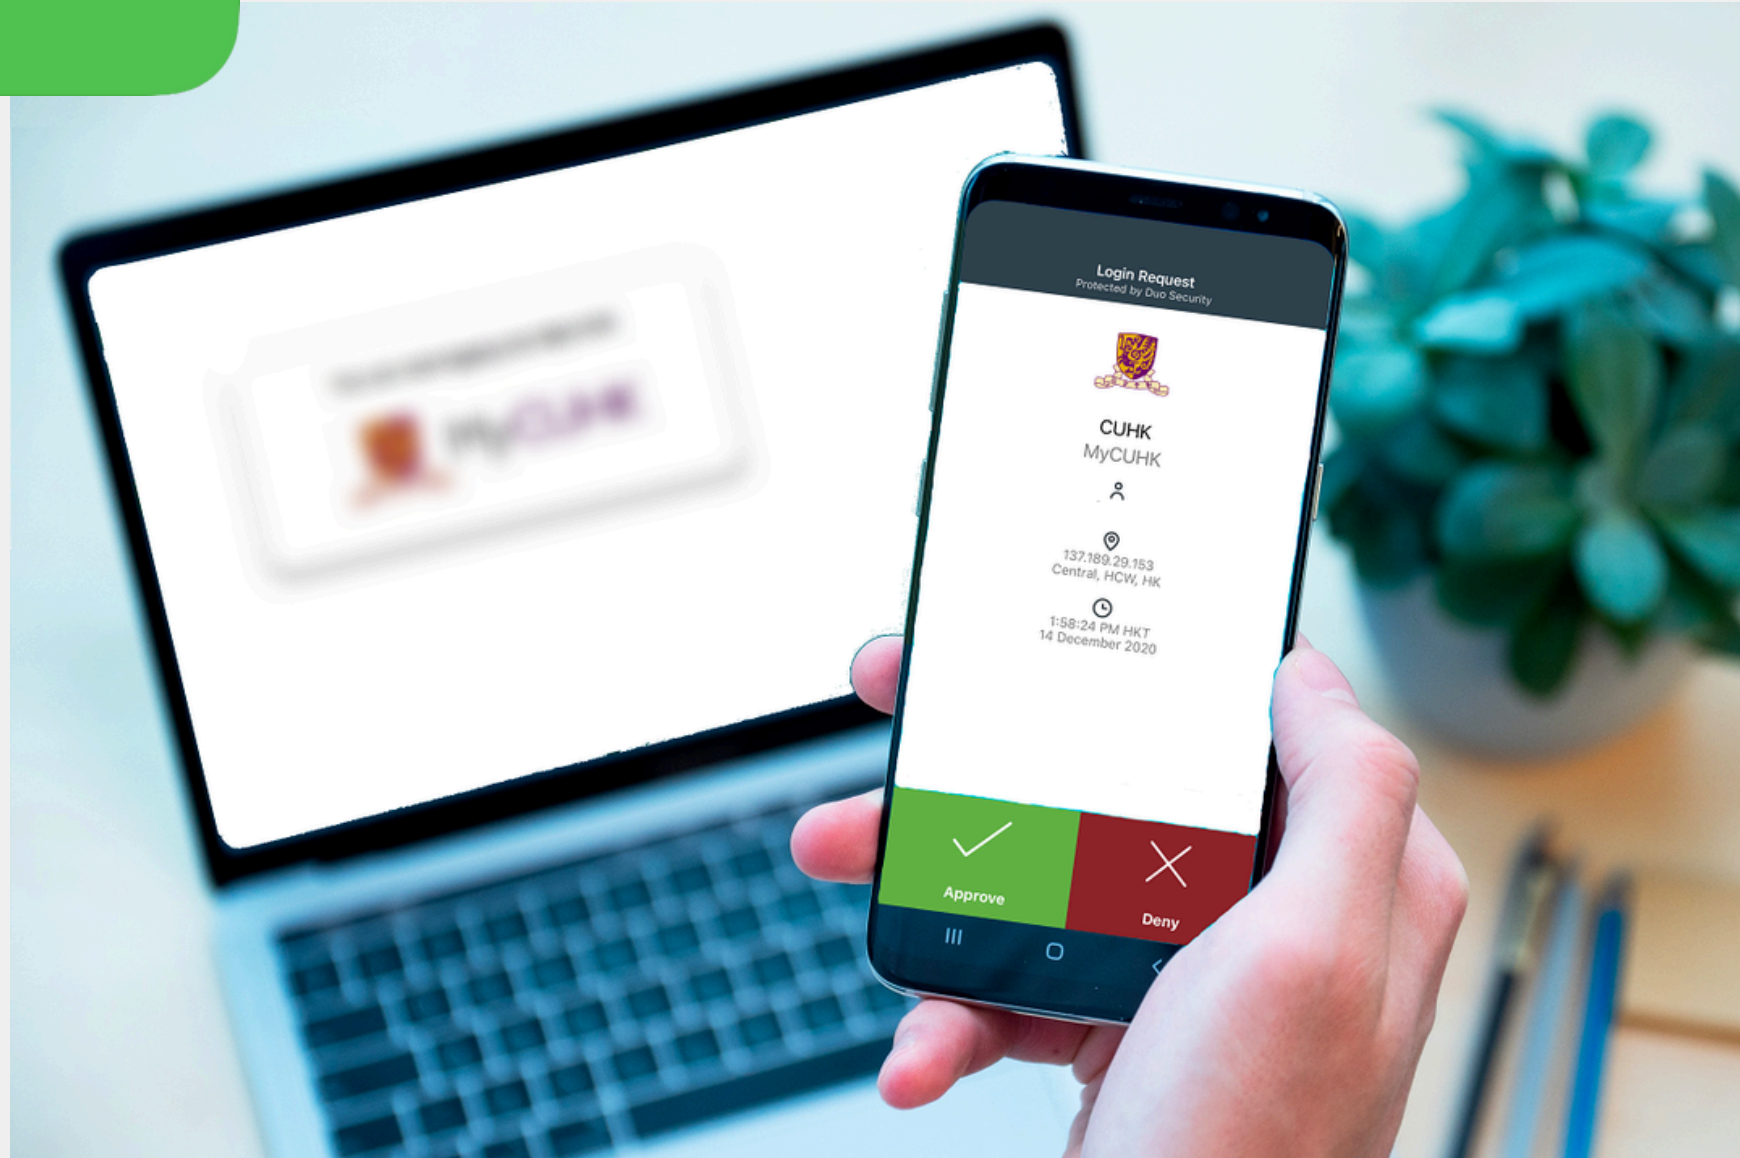 MyCUHK
Login Request
Protected by Duo Security
CUHK
MyCUHK
137.189.29.153
Central, HCW, HK
1:58:24 PM HKT
14 December 2020
Approve
Deny